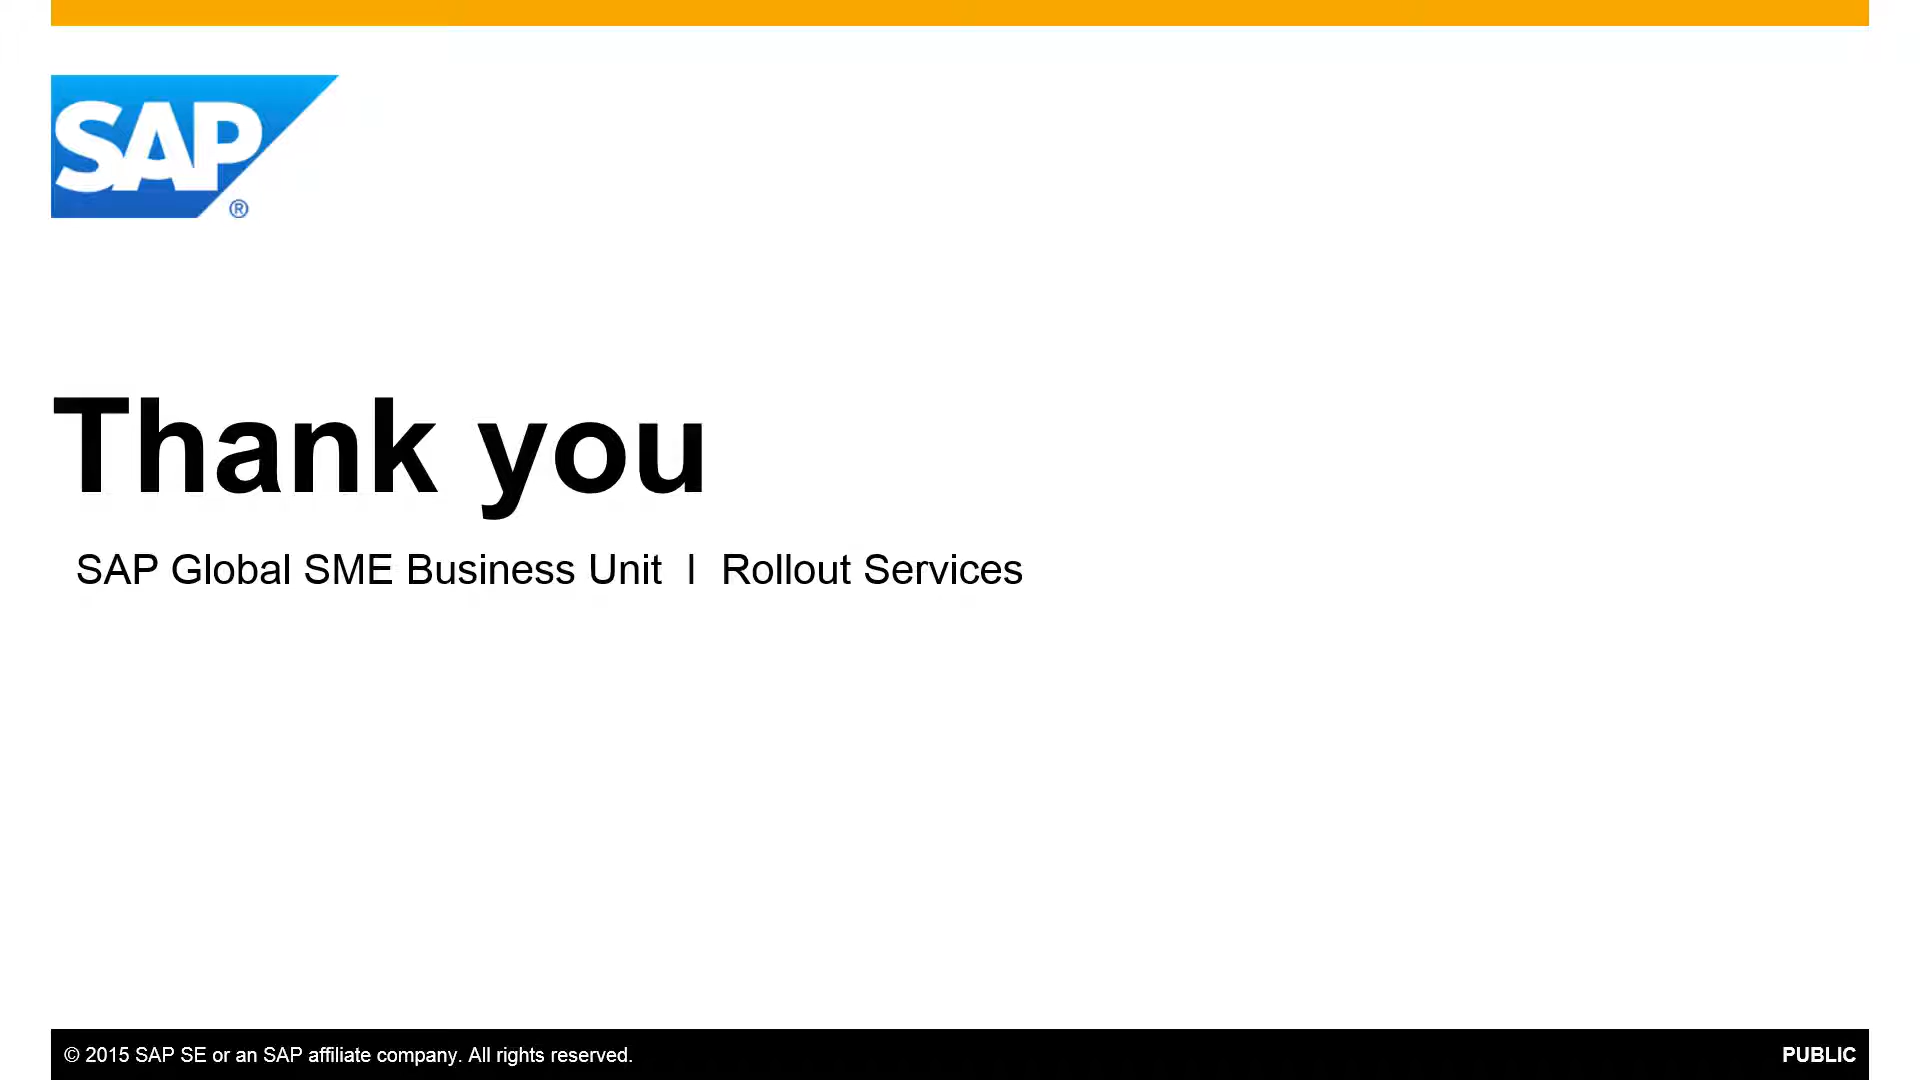 SAP ®
Thank you
SAP Global SME Business Unit I Rollout Services
© 2015 SAP SE or an SAP affiliate company. All rights reserved.
PUBLIC